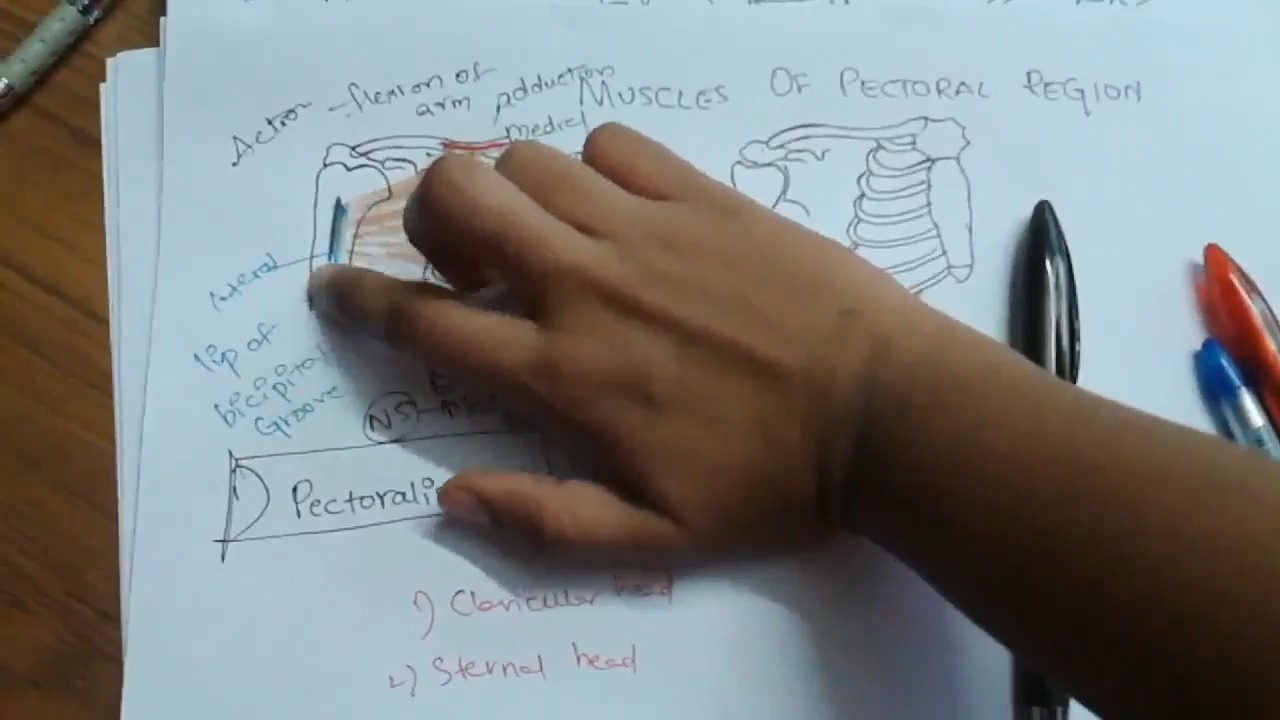 MUSCLES OF PECTORAL REGION
Action - flexion of
arm Adduction
medial
lateral
lip of
bicipital
Groove
NS
Pectorali
1) Clavicular head
2) Sternal head